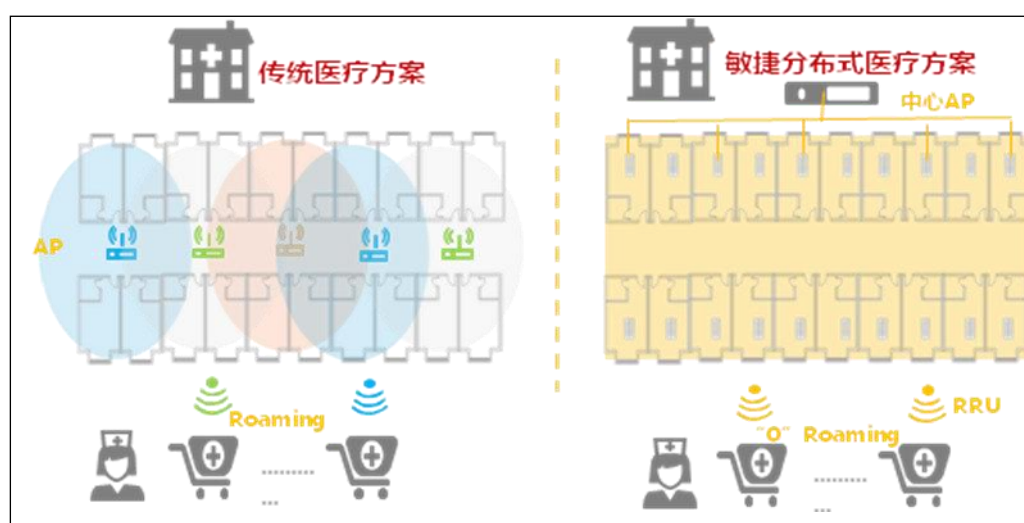 传统医疗方案
敏捷分布式医疗方案
中心AP
AP
Roaming
RRU
"0" Roaming
.........
...
.........
...